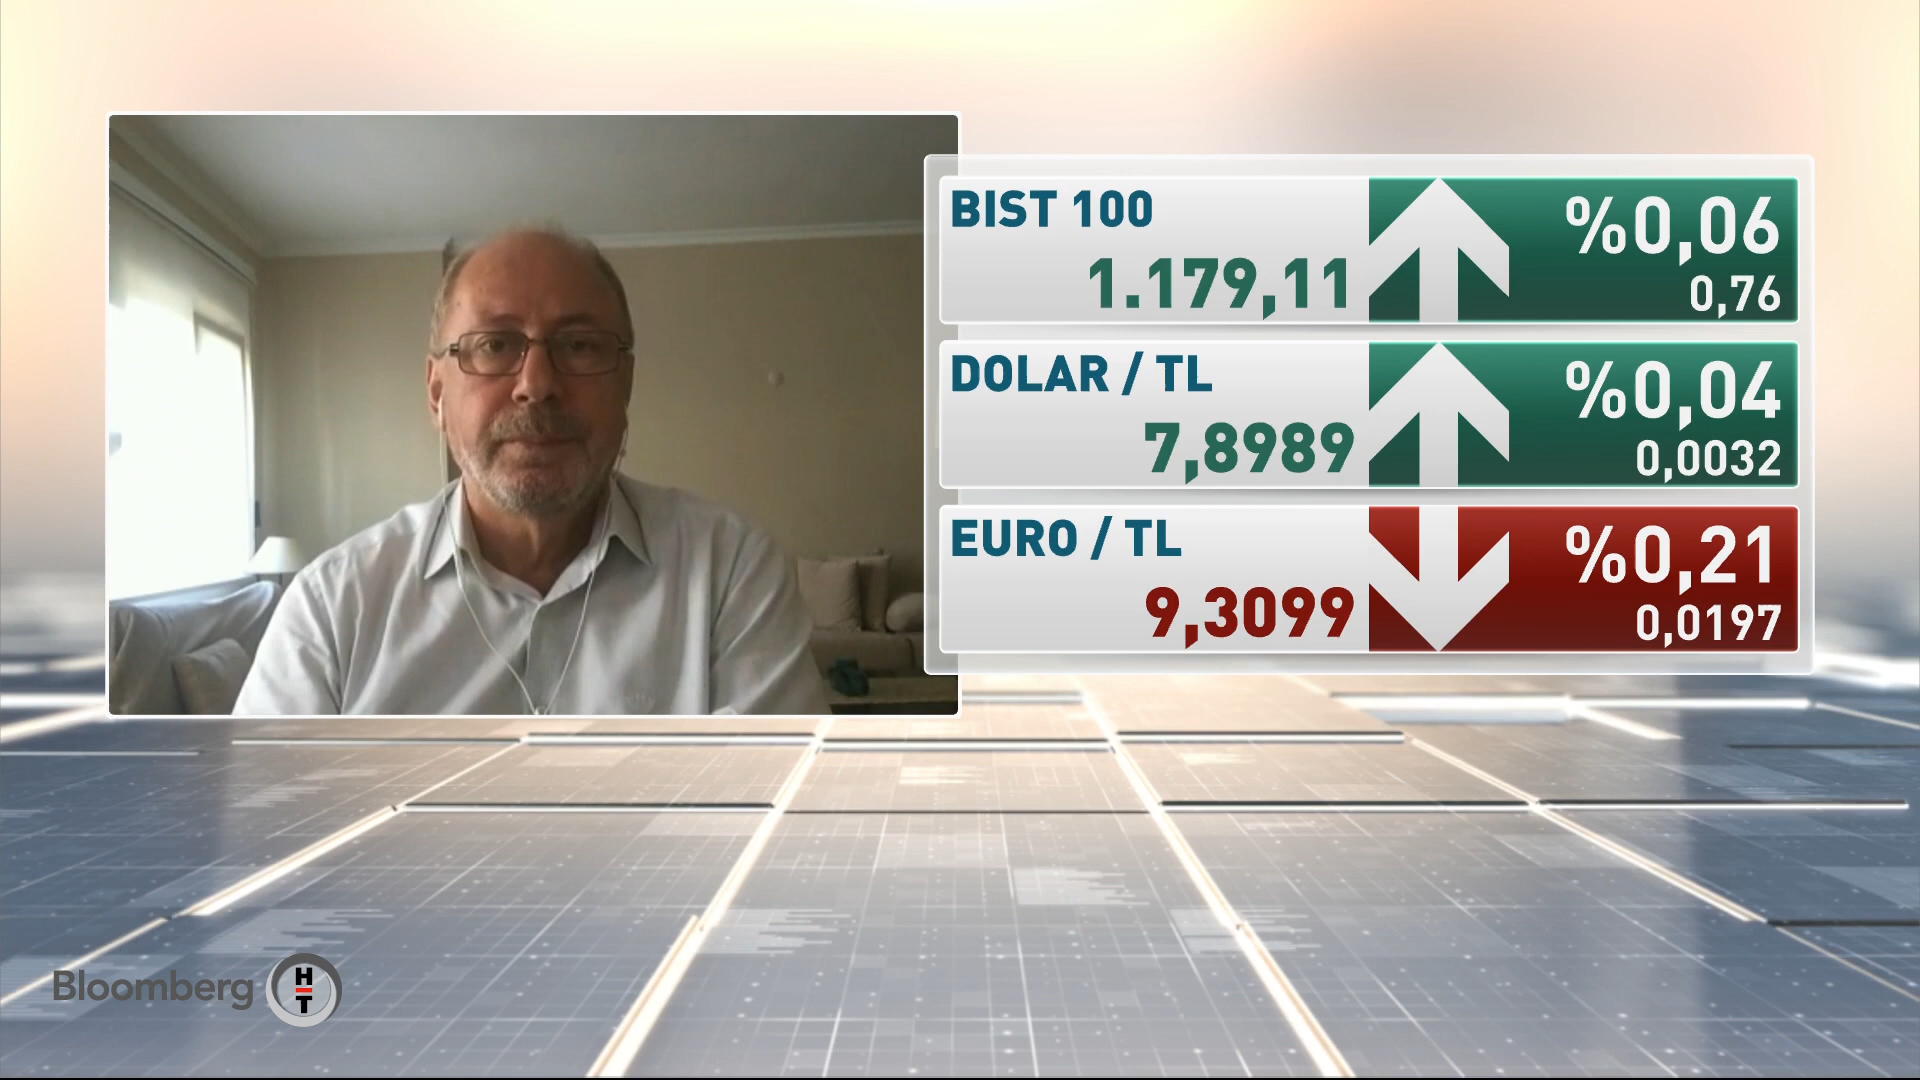 BIST 100
1.179,11
%0,06
0,76
DOLAR / TL
7,8989
%0,04
0,0032
EURO / TL
9,3099
%0,21
0,0197
Bloomberg HT